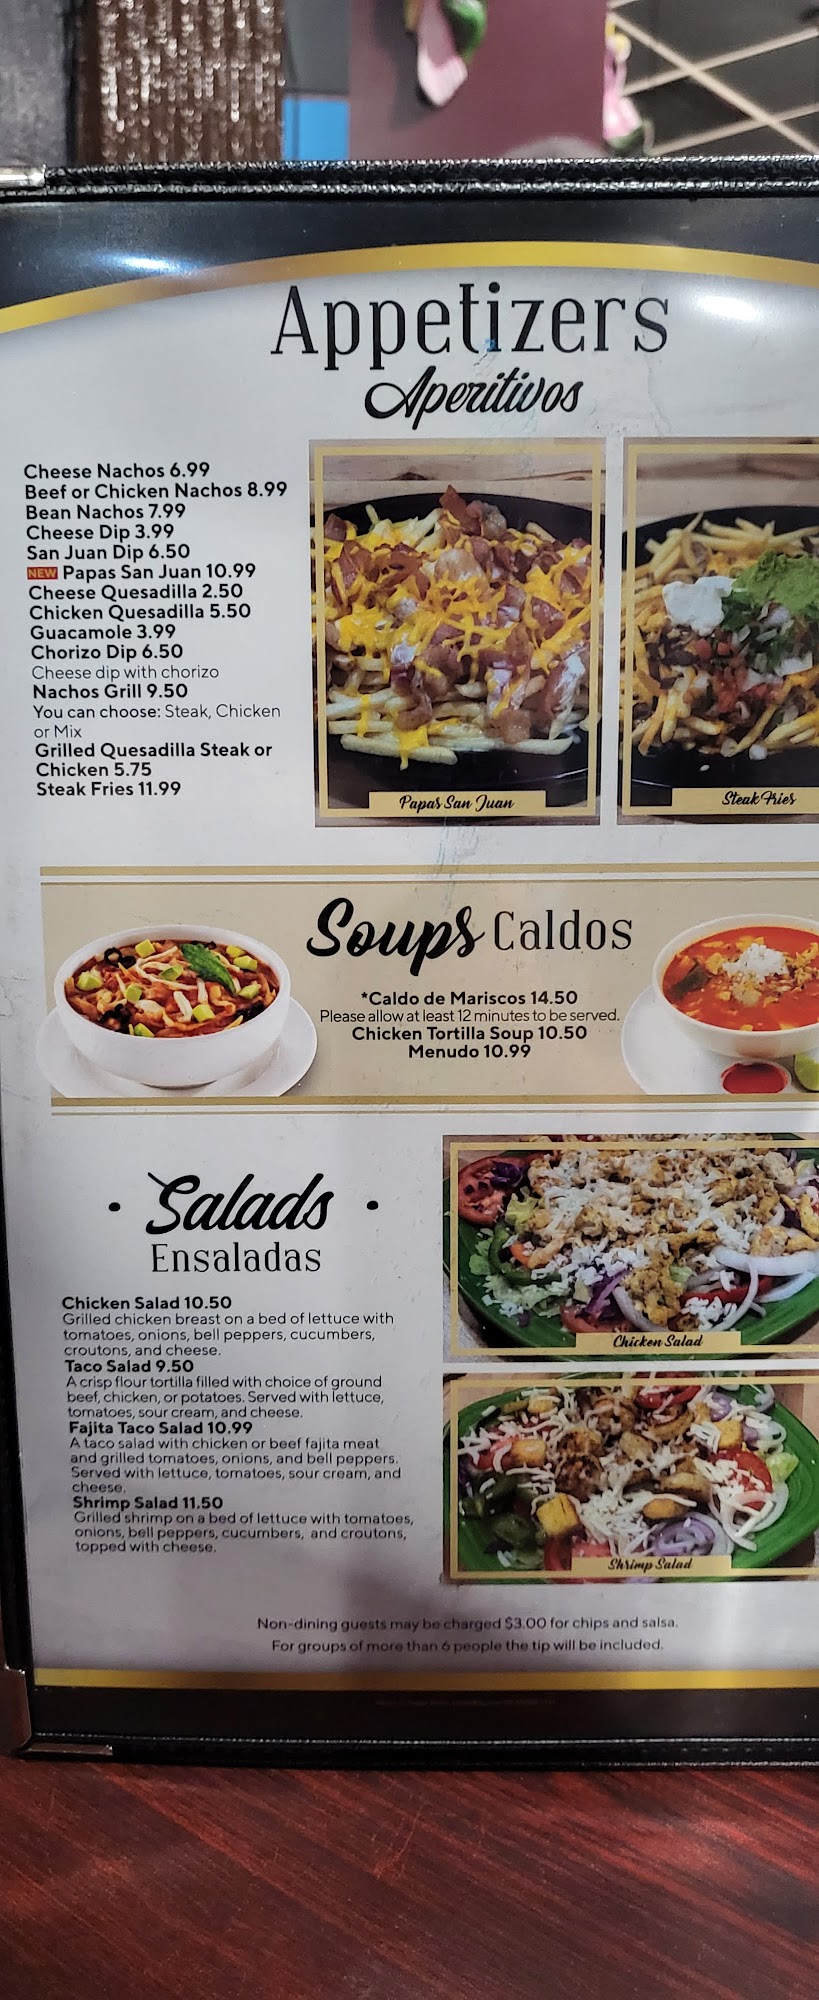 Appetizers
Aperitivos
Cheese Nachos 6.99
Beef or Chicken Nachos 8.99
Bean Nachos 7.99
Cheese Dip 3.99
San Juan Dip 6.50
NEW Papas San Juan 10.99
Cheese Quesadilla 2.50
Chicken Quesadilla 5.50
Guacamole 3.99
Chorizo Dip 6.50
Cheese dip with chorizo
Nachos Grill 9.50
You can choose: Steak, Chicken
or Mix
Grilled Quesadilla Steak or
Chicken 5.75
Steak Fries 11.99
Papas San Juan
Steak Fries
Soups Caldos
*Caldo de Mariscos 14.50
Please allow at least 12 minutes to be served.
Chicken Tortilla Soup 10.50
Menudo 10.99
• Salads •
Ensaladas
Chicken Salad 10.50
Grilled chicken breast on a bed of lettuce with
tomatoes, onions, bell peppers, cucumbers,
croutons, and cheese.
Taco Salad 9.50
A crisp flour tortilla filled with choice of ground
beef, chicken, or potatoes. Served with lettuce,
tomatoes, sour cream, and cheese.
Fajita Taco Salad 10.99
A taco salad with chicken or beef fajita meat
and grilled tomatoes, onions, and bell peppers.
Served with lettuce, tomatoes, sour cream, and
cheese.
Shrimp Salad 11.50
Grilled shrimp on a bed of lettuce with tomatoes,
onions, bell peppers, cucumbers, and croutons,
topped with cheese.
Chicken Salad
Shrimp Salad
Non-dining guests may be charged $3.00 for chips and salsa.
For groups of more than 6 people the tip will be included.